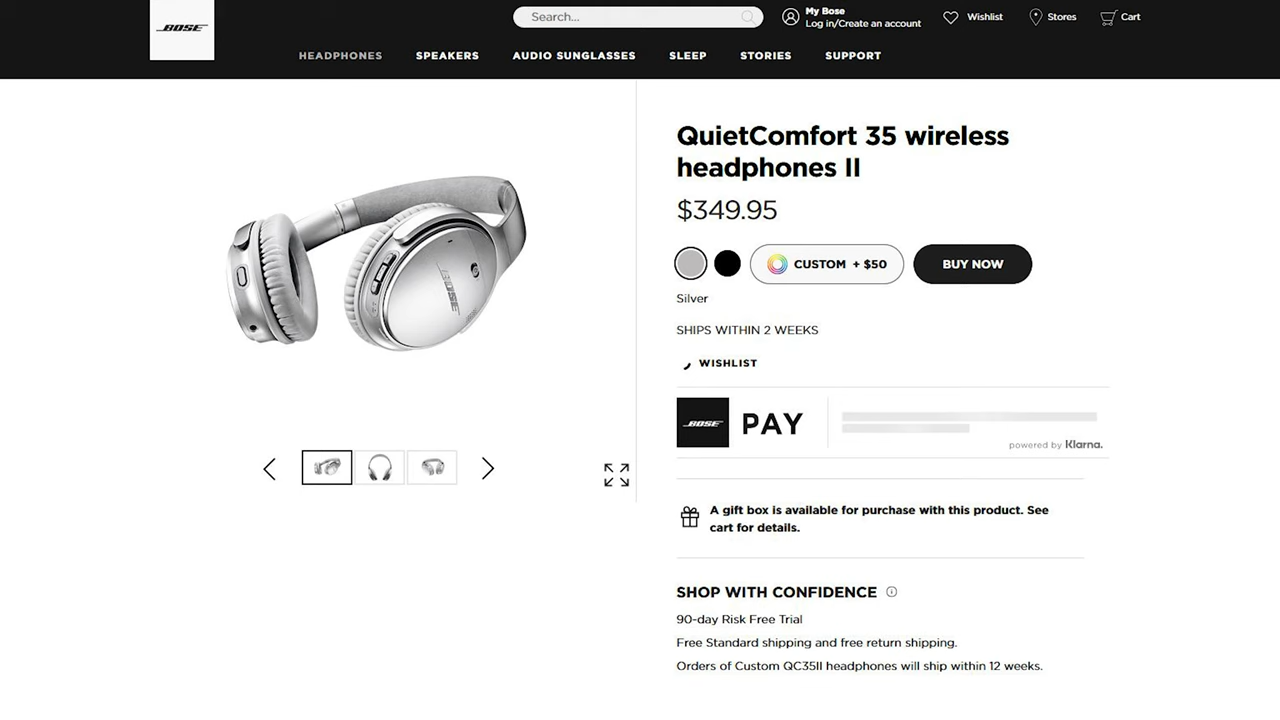 BOSE
Search...
My Bose
Log in/Create an account
Wishlist
Stores
Cart
HEADPHONES
SPEAKERS
AUDIO SUNGLASSES
SLEEP
STORIES
SUPPORT
BOSE
QuietComfort 35 wireless
headphones II
$349.95
CUSTOM + $50
BUY NOW
Silver
SHIPS WITHIN 2 WEEKS
WISHLIST
BOSE
PAY
powered by Klarna.
A gift box is available for purchase with this product. See
cart for details.
SHOP WITH CONFIDENCE
90-day Risk Free Trial
Free Standard shipping and free return shipping.
Orders of Custom QC35II headphones will ship within 12 weeks.